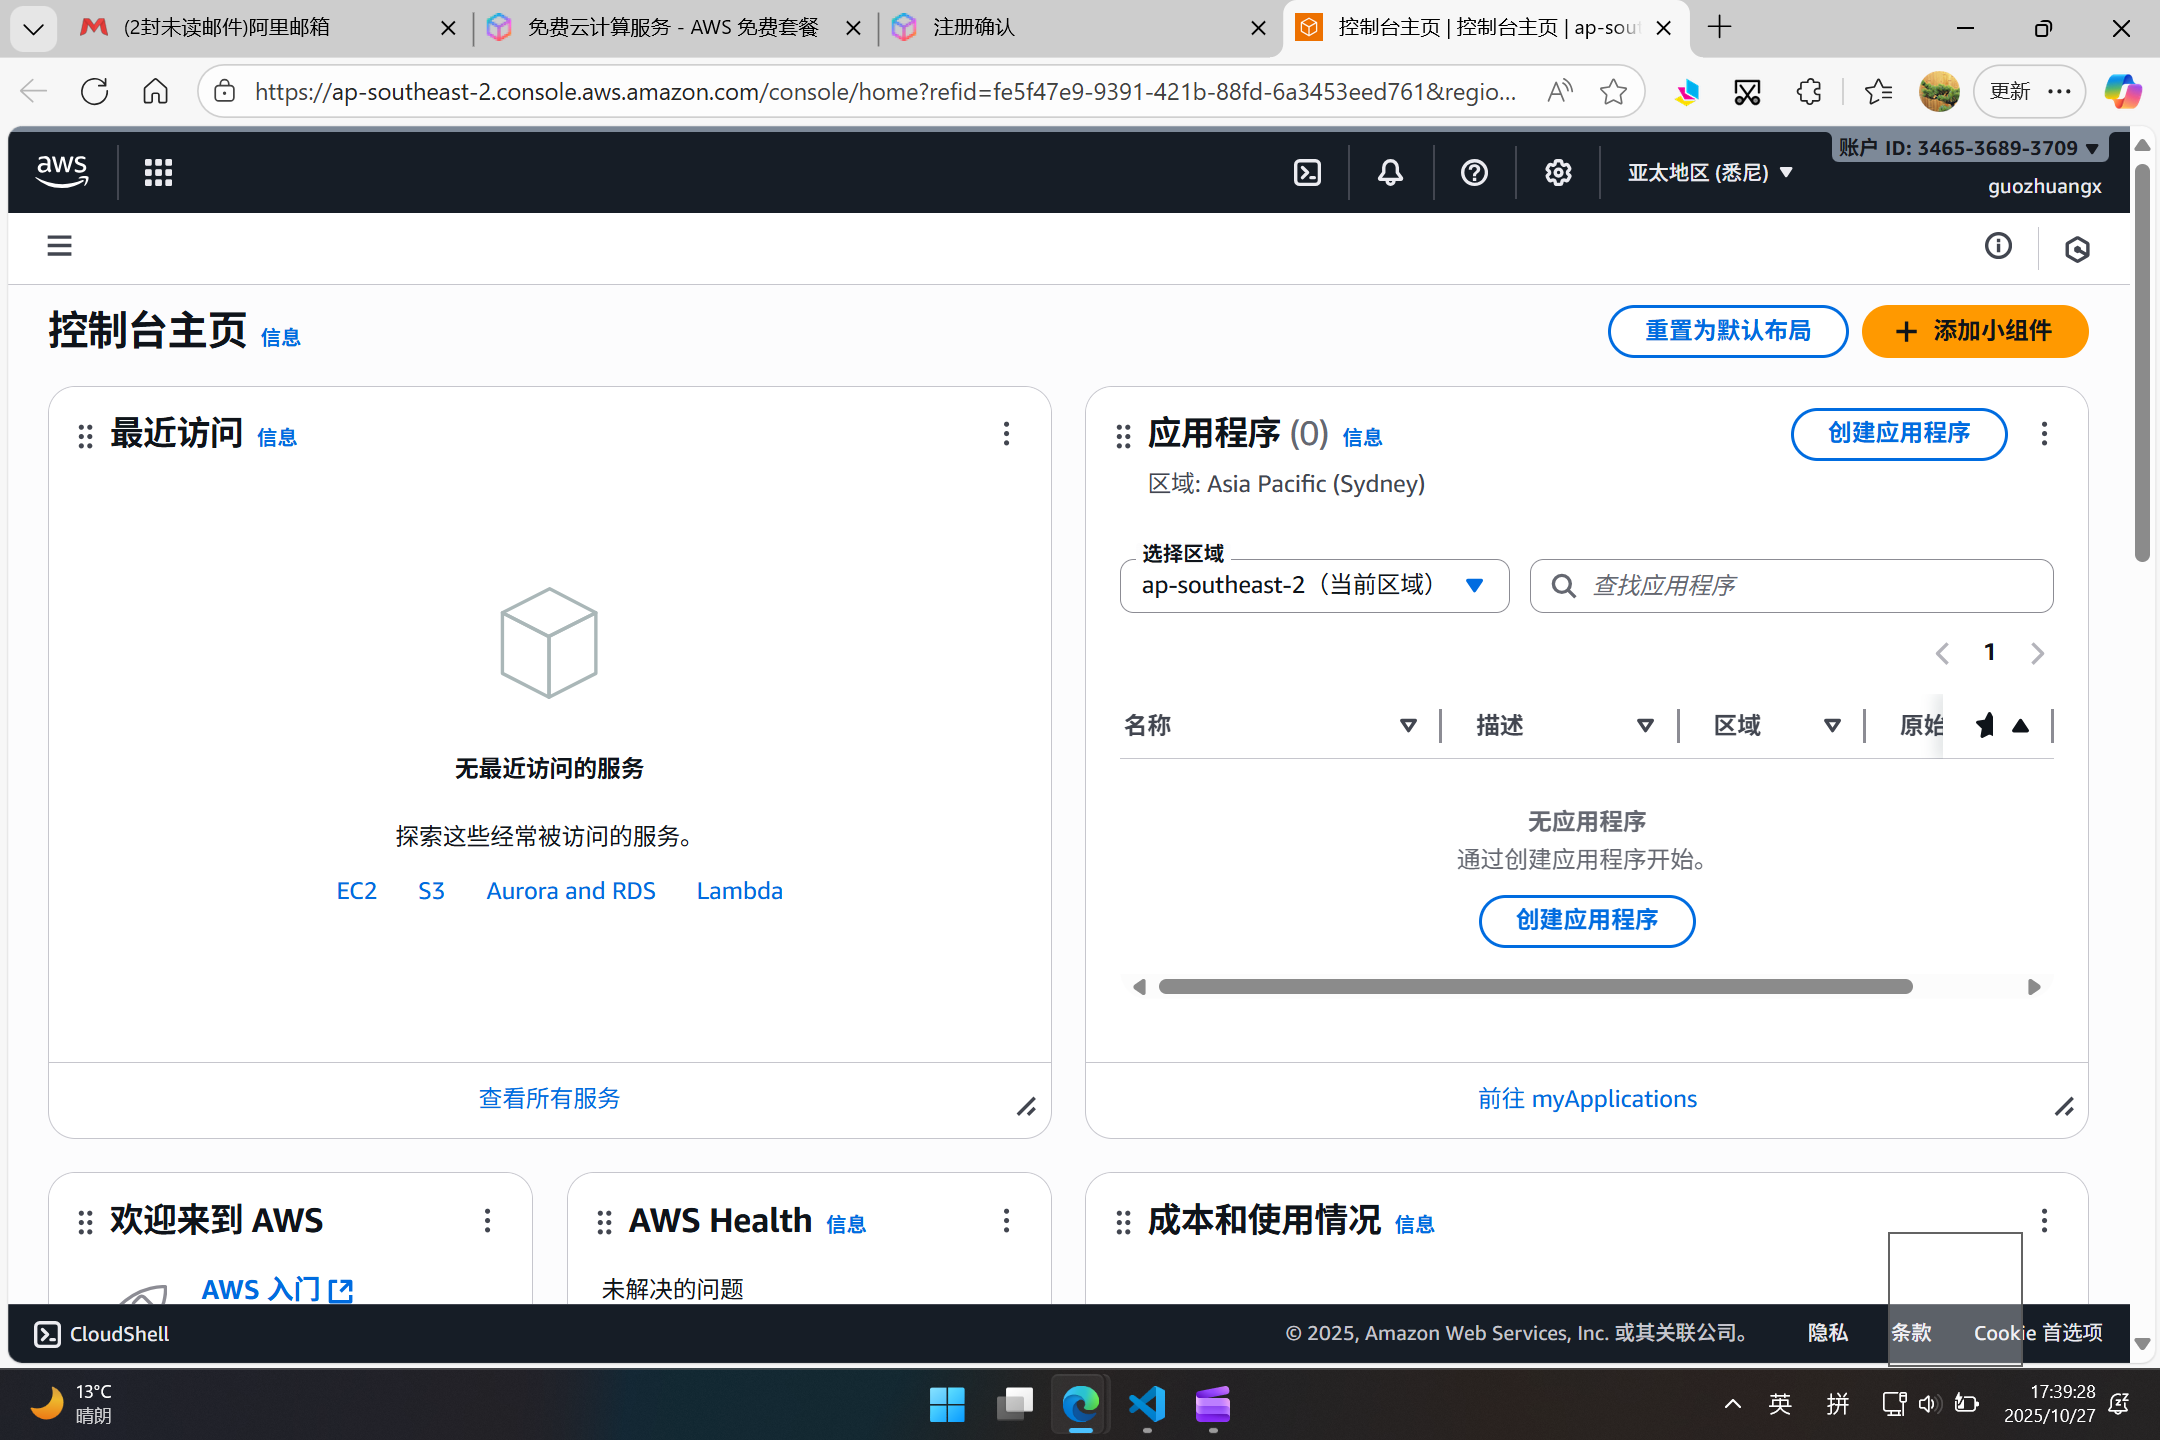 (2封未读邮件)阿里邮箱
免费云计算服务 - AWS 免费套餐
注册确认
控制台主页 | 控制台主页 | ap-sout
https://ap-southeast-2.console.aws.amazon.com/console/home?refid=fe5f47e9-9391-421b-88fd-6a3453eed761&regio...
更新
aws
亚太地区 (悉尼)
账户 ID: 3465-3689-3709
guozhuangx
控制台主页 信息
重置为默认布局
添加小组件
最近访问 信息
无最近访问的服务
探索这些经常被访问的服务。
EC2 S3 Aurora and RDS Lambda
查看所有服务
应用程序 (0) 信息
创建应用程序
区域: Asia Pacific (Sydney)
选择区域
ap-southeast-2（当前区域）
查找应用程序
1
名称 描述 区域 原始
无应用程序
通过创建应用程序开始。
创建应用程序
前往 myApplications
欢迎来到 AWS
AWS 入门
AWS Health 信息
未解决的问题
成本和使用情况 信息
CloudShell
© 2025, Amazon Web Services, Inc. 或其关联公司。
隐私 条款 Cookie 首选项
13°C
晴朗
英 拼
17:39:28
2025/10/27